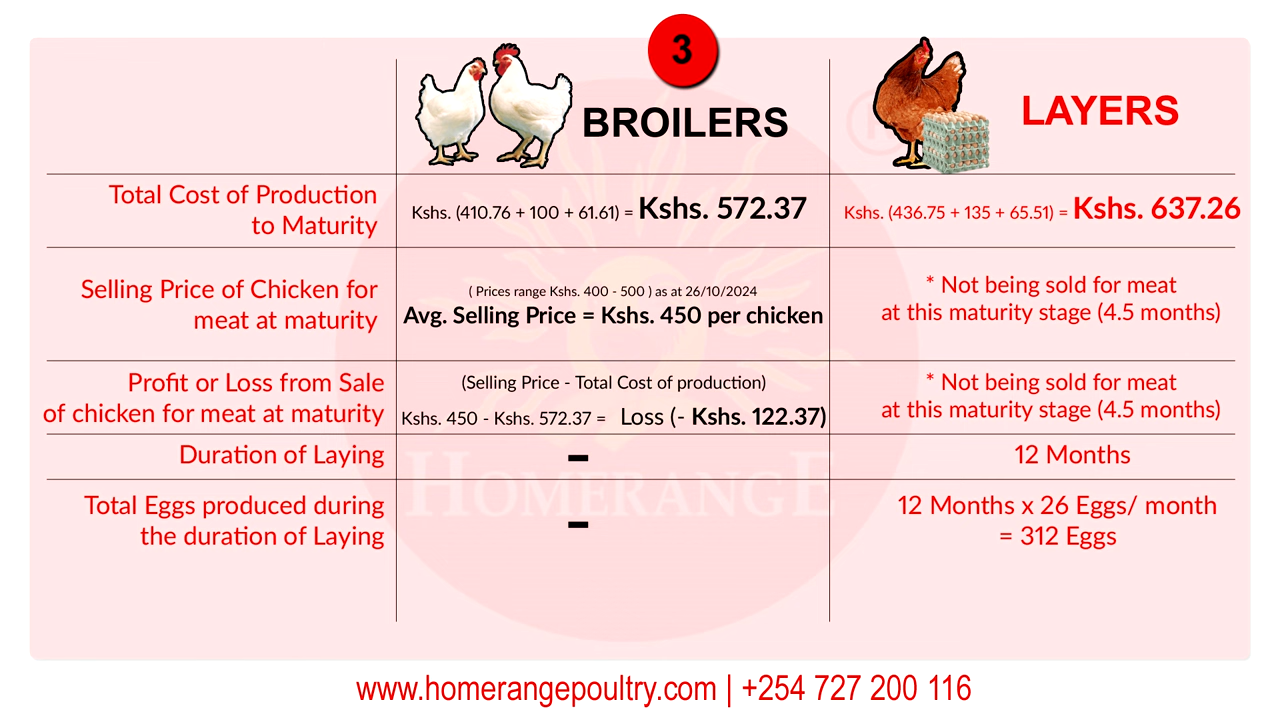 3
BROILERS
LAYERS
Total Cost of Production
to Maturity
Kshs. (410.76 + 100 + 61.61) = Kshs. 572.37
Kshs. (436.75 + 135 + 65.51) = Kshs. 637.26
Selling Price of Chicken for
meat at maturity
( Prices range Kshs. 400 - 500 ) as at 26/10/2024
Avg. Selling Price = Kshs. 450 per chicken
* Not being sold for meat
at this maturity stage (4.5 months)
Profit or Loss from Sale
of chicken for meat at maturity
(Selling Price - Total Cost of production)
Kshs. 450 - Kshs. 572.37 = Loss (- Kshs. 122.37)
* Not being sold for meat
at this maturity stage (4.5 months)
Duration of Laying
-
12 Months
Total Eggs produced during
the duration of Laying
-
12 Months x 26 Eggs/ month
= 312 Eggs
HOMERANGE
www.homerangepoultry.com | +254 727 200 116